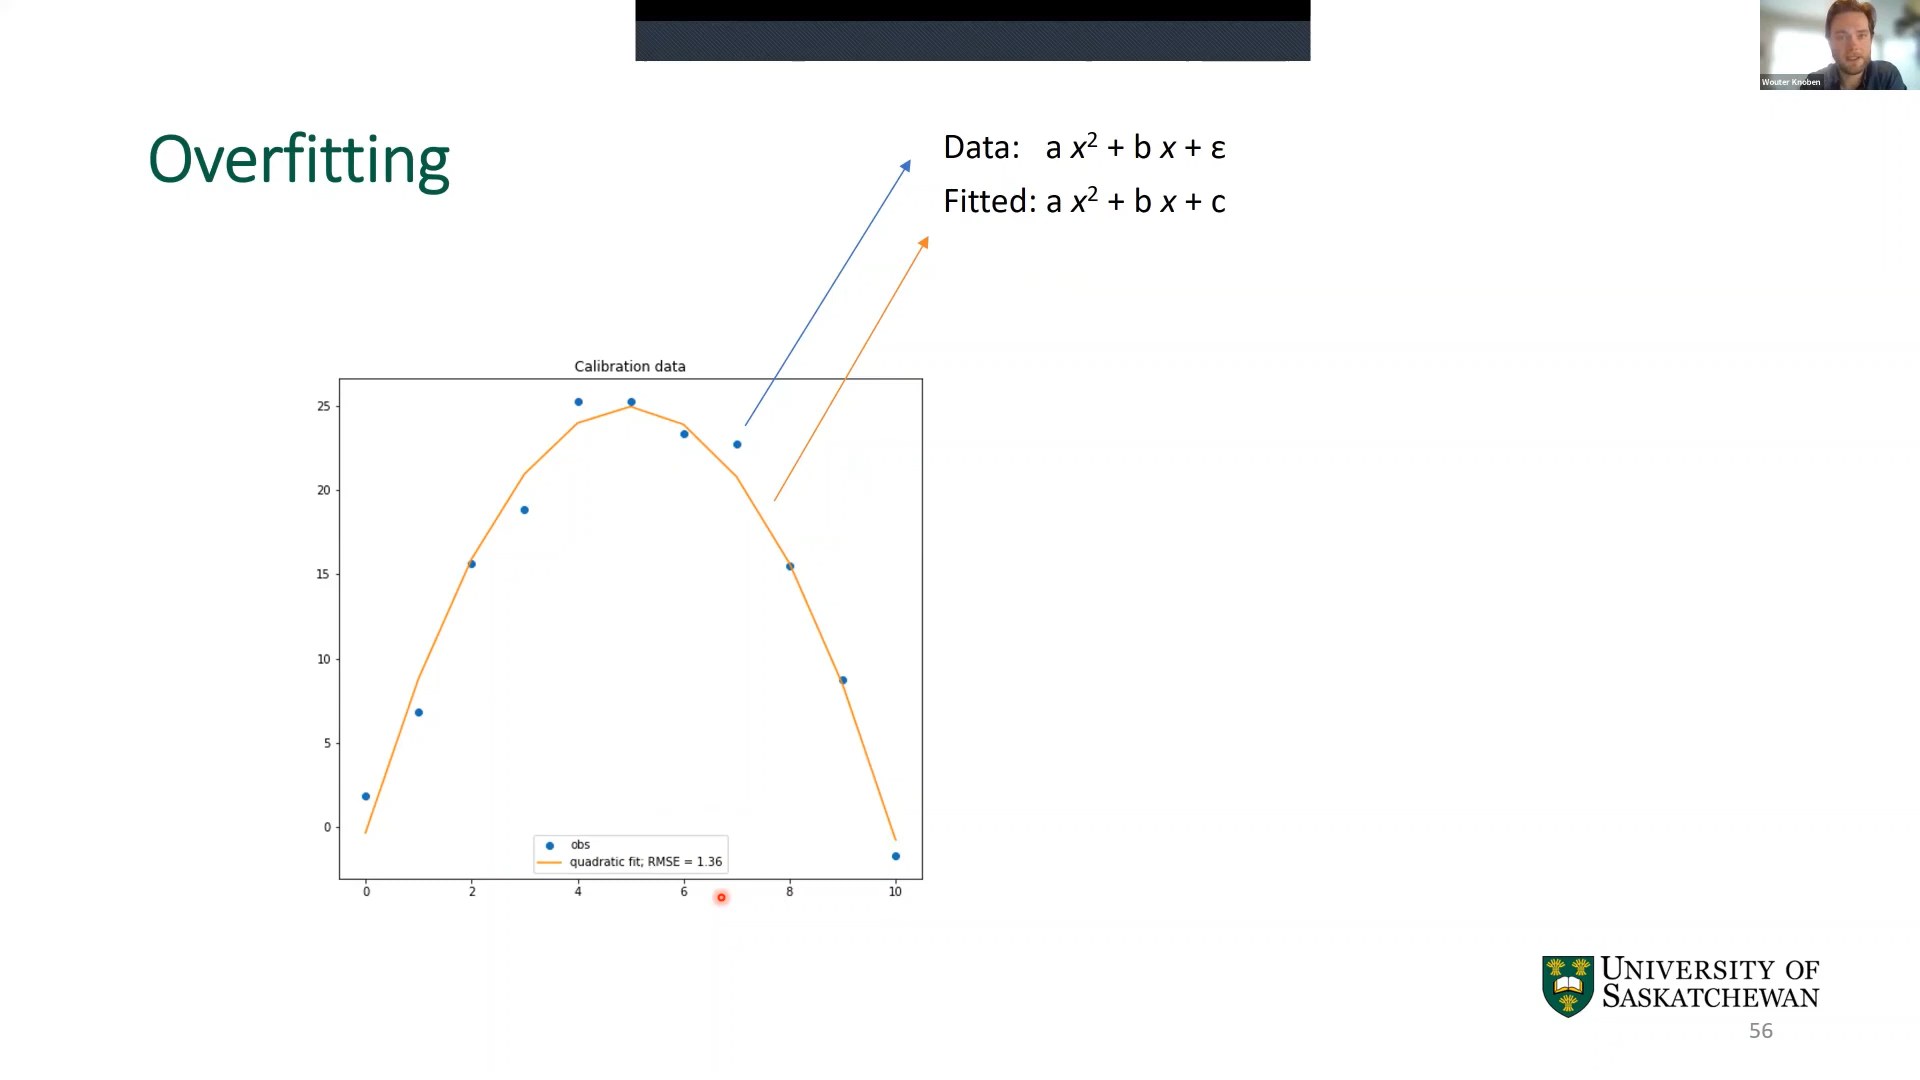 Wouter Knoben
Overfitting
Data: a x² + b x + ε
Fitted: a x² + b x + c
Calibration data
25
20
15
10
5
0
obs
quadratic fit; RMSE = 1.36
0 2 4 6 8 10
UNIVERSITY OF
SASKATCHEWAN
56